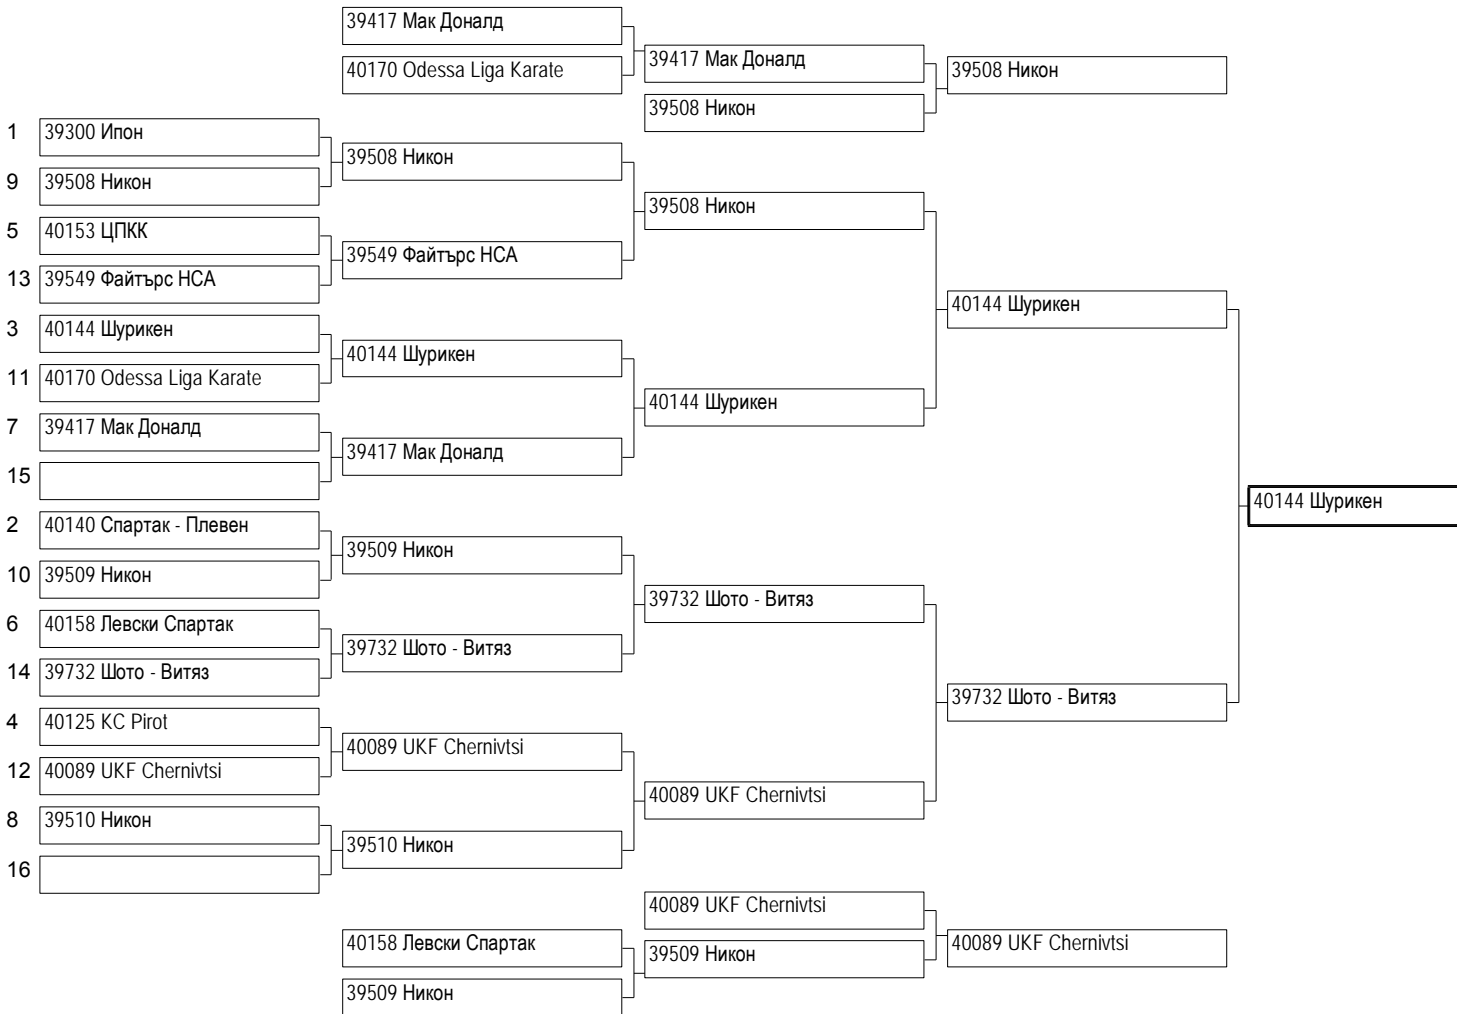 39417 Мак Доналд
40170 Odessa Liga Karate
39417 Мак Доналд
39508 Никон
39508 Никон
1 39300 Ипон
9 39508 Никон
39508 Никон
5 40153 ЦПКК
13 39549 Файтърс НСА
39549 Файтърс НСА
39508 Никон
3 40144 Шурикен
11 40170 Odessa Liga Karate
40144 Шурикен
7 39417 Мак Доналд
15
39417 Мак Доналд
40144 Шурикен
40144 Шурикен
2 40140 Спартак - Плевен
10 39509 Никон
39509 Никон
6 40158 Левски Спартак
14 39732 Шото - Витяз
39732 Шото - Витяз
39732 Шото - Витяз
4 40125 KC Pirot
12 40089 UKF Chernivtsi
40089 UKF Chernivtsi
8 39510 Никон
16
39510 Никон
40089 UKF Chernivtsi
39732 Шото - Витяз
40144 Шурикен
40158 Левски Спартак
39509 Никон
40089 UKF Chernivtsi
39509 Никон
40089 UKF Chernivtsi